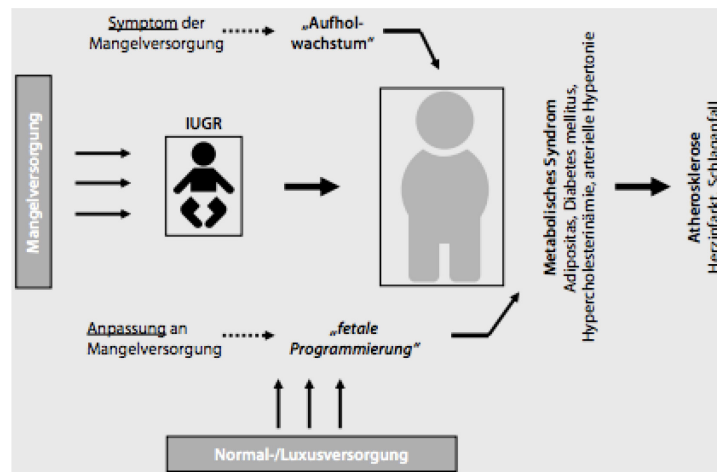 Symptom der
Mangelversorgung
„Aufhol-
wachstum“
Mangelversorgung
IUGR
Metabolisches Syndrom
Adipositas, Diabetes mellitus,
Hypercholesterinämie, arterielle Hypertonie
Atherosklerose
Herzinfarkt, Schlaganfall
Anpassung an
Mangelversorgung
„fetale
Programmierung“
Normal-/Luxusversorgung